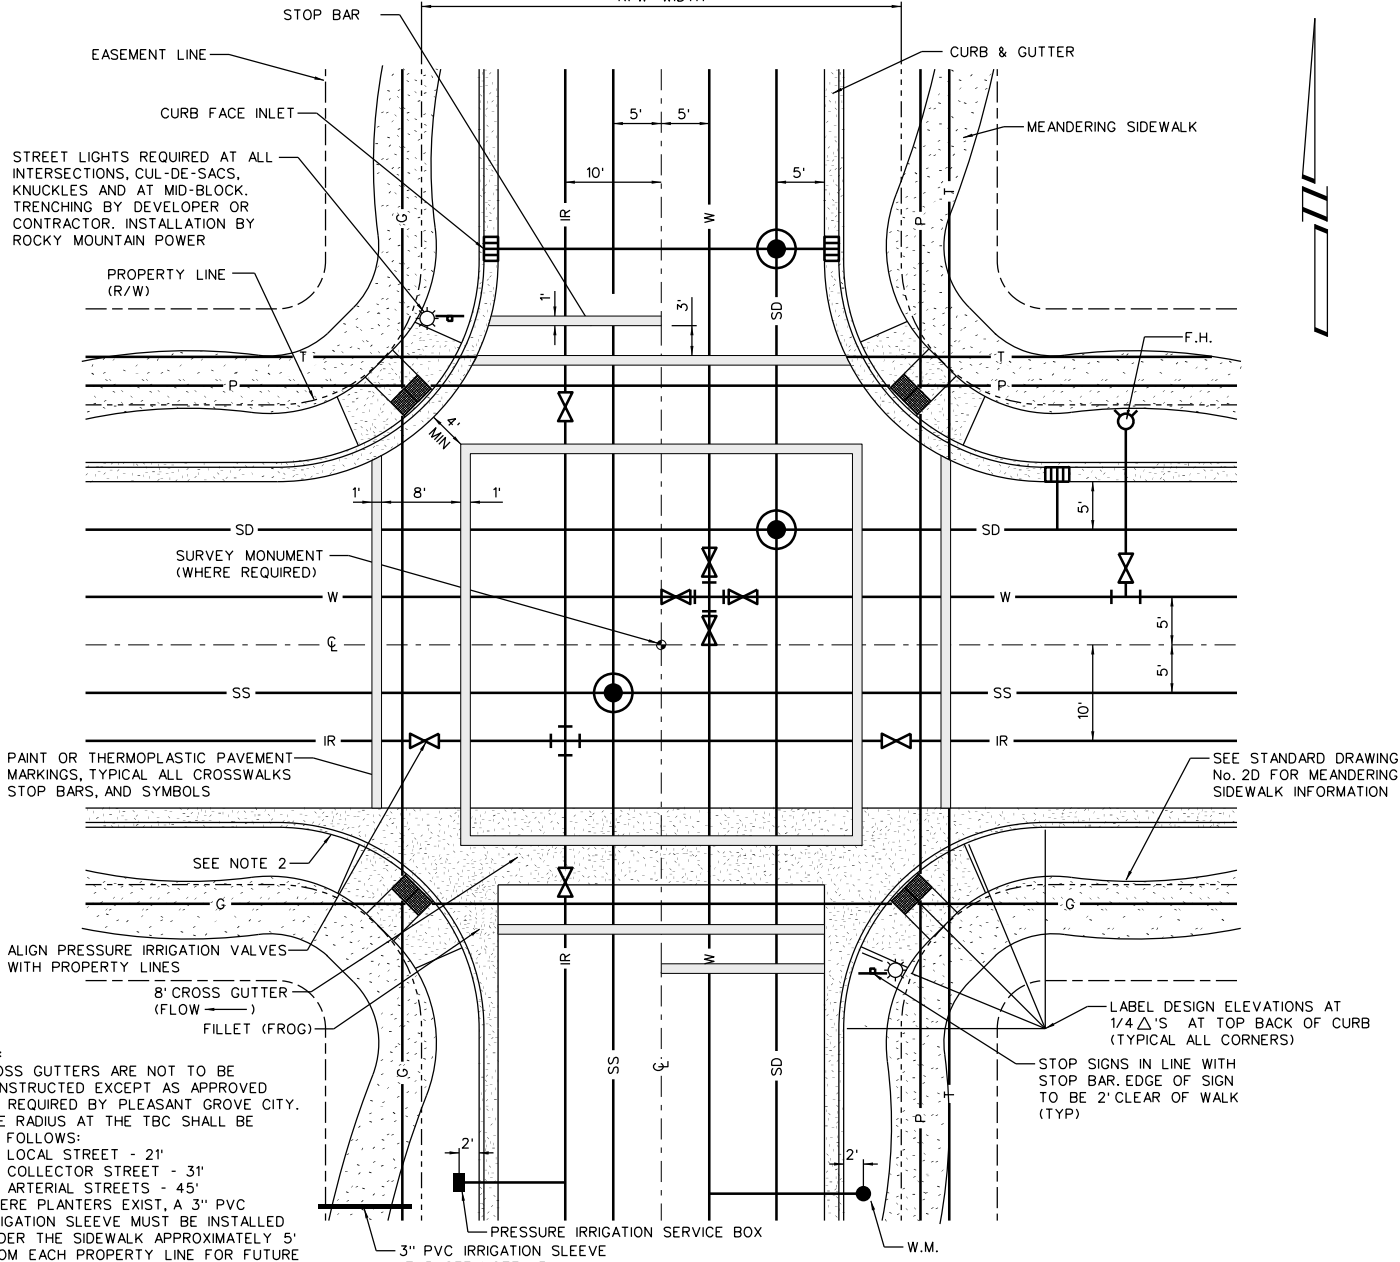 STOP BAR
EASEMENT LINE
CURB & GUTTER
CURB FACE INLET
MEANDERING SIDEWALK
STREET LIGHTS REQUIRED AT ALL
INTERSECTIONS, CUL-DE-SACS,
KNUCKLES AND AT MID-BLOCK.
TRENCHING BY DEVELOPER OR
CONTRACTOR. INSTALLATION BY
ROCKY MOUNTAIN POWER
5' 5'
10'
5'
G
IR
W
P
T
PROPERTY LINE
(R/W)
1'
3'
SD
F.H.
T
T
P
P
4'
MIN
1' 8' 1'
5'
SD
SD
SURVEY MONUMENT
(WHERE REQUIRED)
W
W
5'
℄
5'
SS
SS
10'
IR
IR
PAINT OR THERMOPLASTIC PAVEMENT
MARKINGS, TYPICAL ALL CROSSWALKS
STOP BARS, AND SYMBOLS
SEE STANDARD DRAWING
No. 2D FOR MEANDERING
SIDEWALK INFORMATION
SEE NOTE 2
G
G
ALIGN PRESSURE IRRIGATION VALVES
WITH PROPERTY LINES
IR
W
8' CROSS GUTTER
(FLOW ⟵ )
FILLET (FROG)
LABEL DESIGN ELEVATIONS AT
1/4 △'S AT TOP BACK OF CURB
(TYPICAL ALL CORNERS)
STOP SIGNS IN LINE WITH
STOP BAR. EDGE OF SIGN
TO BE 2' CLEAR OF WALK
(TYP)
G
SS
℄
SD
P
T
GUTTERS ARE NOT TO BE
EXCEPT AS APPROVED
REQUIRED BY PLEASANT GROVE CITY.
RADIUS AT THE TBC SHALL BE
FOLLOWS:
LOCAL STREET - 21'
COLLECTOR STREET - 31'
ARTERIAL STREETS - 45'
PLANTERS EXIST, A 3" PVC
SLEEVE MUST BE INSTALLED
THE SIDEWALK APPROXIMATELY 5'
EACH PROPERTY LINE FOR FUTURE
2'
2'
PRESSURE IRRIGATION SERVICE BOX
3" PVC IRRIGATION SLEEVE
W.M.